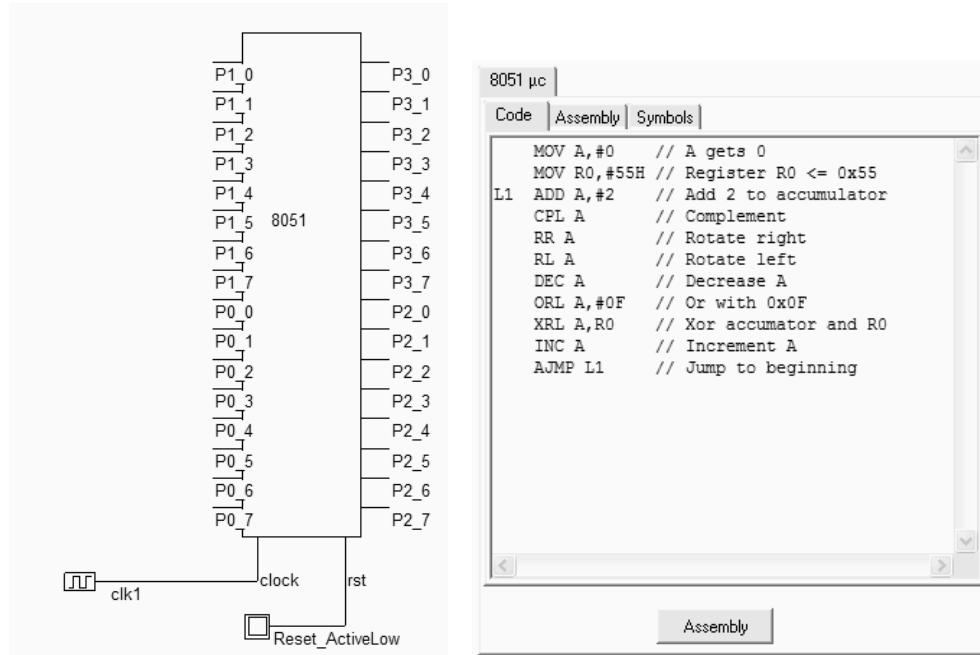 P1_0
P1_1
P1_2
P1_3
P1_4
P1_5
P1_6
P1_7
P0_0
P0_1
P0_2
P0_3
P0_4
P0_5
P0_6
P0_7
8051
P3_0
P3_1
P3_2
P3_3
P3_4
P3_5
P3_6
P3_7
P2_0
P2_1
P2_2
P2_3
P2_4
P2_5
P2_6
P2_7
clock
rst
clk1
Reset_ActiveLow
8051 µc
Code Assembly Symbols
MOV A,#0 // A gets 0
MOV R0,#55H // Register R0 <= 0x55
L1 ADD A,#2 // Add 2 to accumulator
CPL A // Complement
RR A // Rotate right
RL A // Rotate left
DEC A // Decrease A
ORL A,#0F // Or with 0x0F
XRL A,R0 // Xor accumator and R0
INC A // Increment A
AJMP L1 // Jump to beginning
Assembly